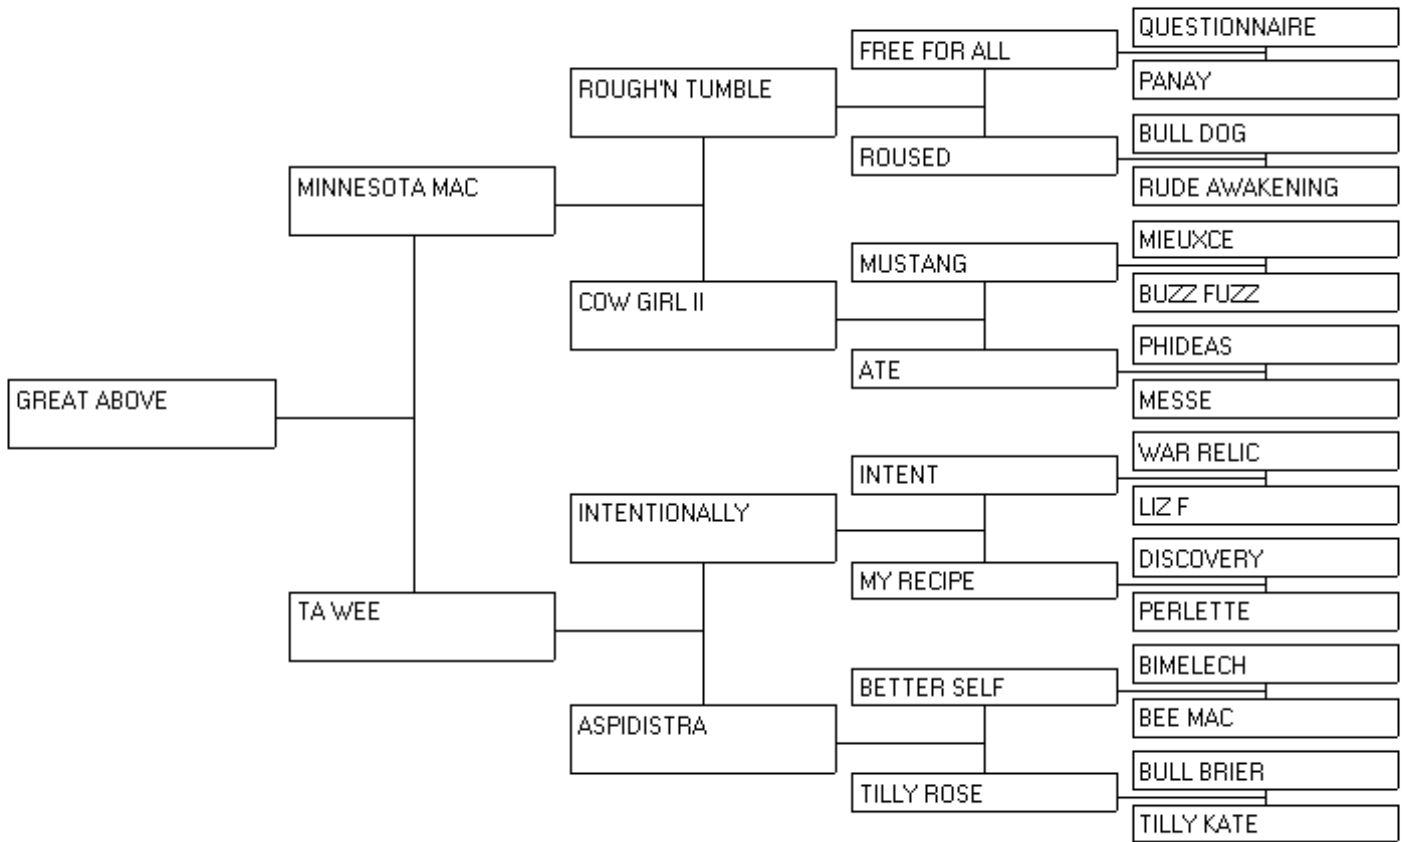 QUESTIONNAIRE
FREE FOR ALL
PANAY
ROUGH'N TUMBLE
BULL DOG
ROUSED
RUDE AWAKENING
MINNESOTA MAC
MIEUXCE
MUSTANG
BUZZ FUZZ
COW GIRL II
PHIDEAS
ATE
MESSE
GREAT ABOVE
WAR RELIC
INTENT
LIZ F
INTENTIONALLY
DISCOVERY
MY RECIPE
PERLETTE
TA WEE
BIMELECH
BETTER SELF
BEE MAC
ASPIDISTRA
BULL BRIER
TILLY ROSE
TILLY KATE